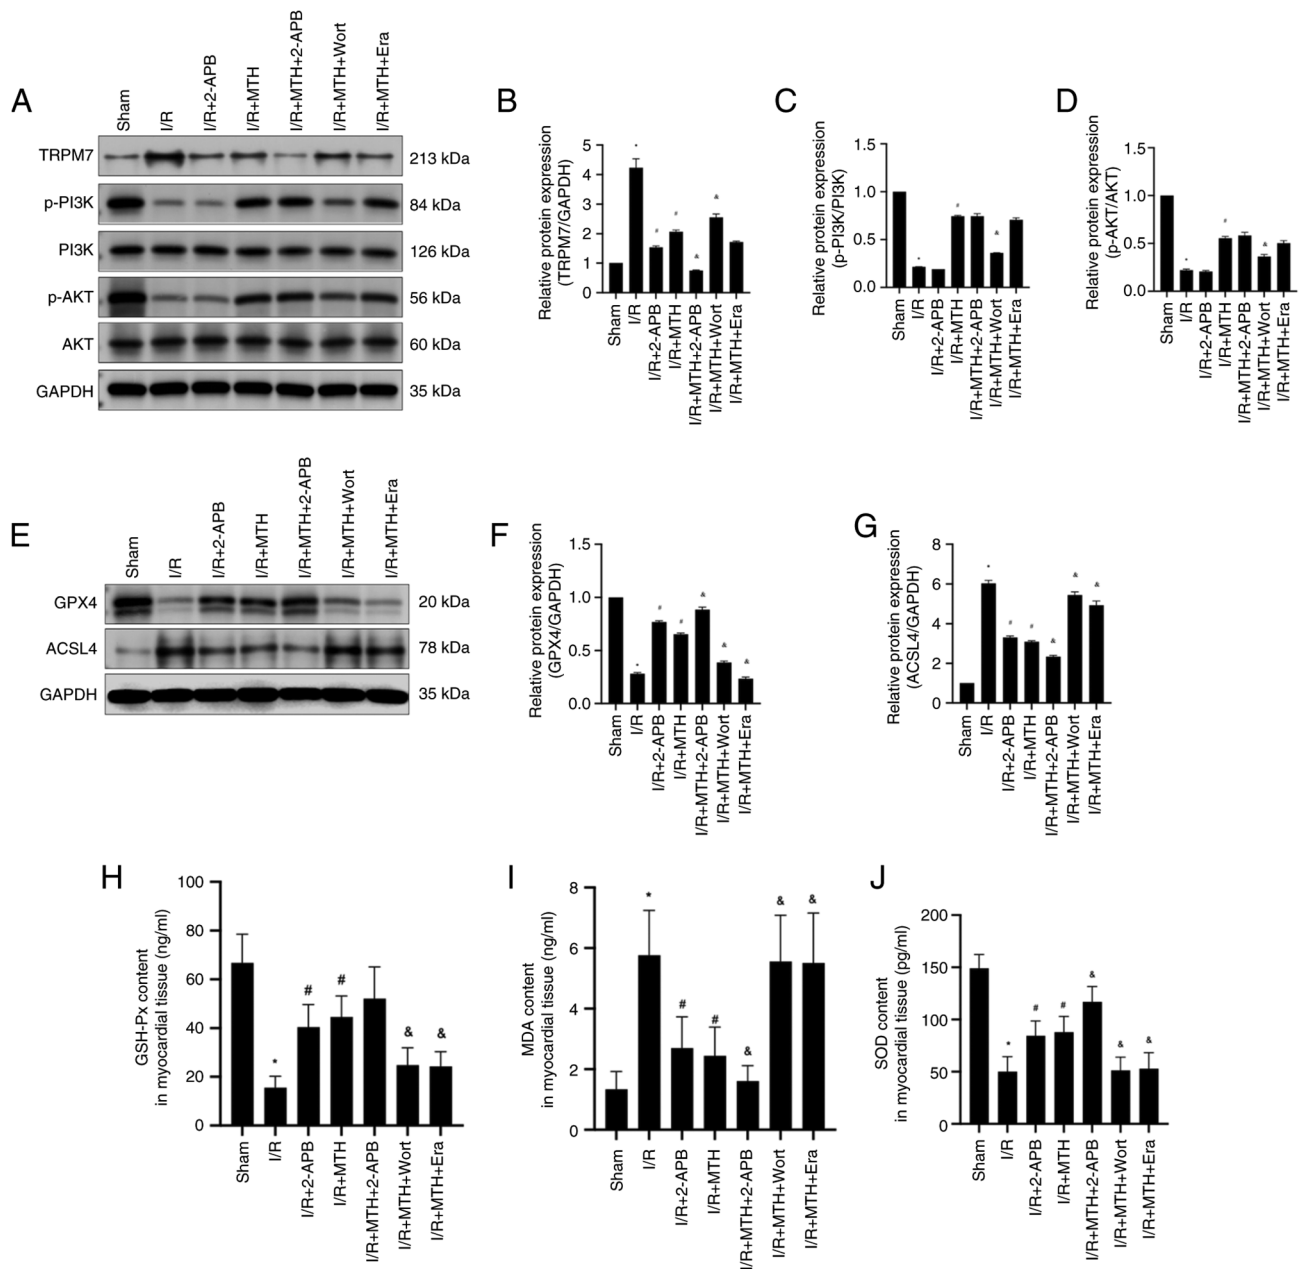 A
Sham
I/R
I/R+2-APB
I/R+MTH
I/R+MTH+2-APB
I/R+MTH+Wort
I/R+MTH+Era
TRPM7 213 kDa
p-PI3K 84 kDa
PI3K 126 kDa
p-AKT 56 kDa
AKT 60 kDa
GAPDH 35 kDa
B
Relative protein expression
(TRPM7/GAPDH)
5
4
3
2
1
0
*
#
#
&
&
Sham
I/R
I/R+2-APB
I/R+MTH
I/R+MTH+2-APB
I/R+MTH+Wort
I/R+MTH+Era
C
Relative protein expression
(p-PI3K/PI3K)
1.5
1.0
0.5
0.0
*
#
&
Sham
I/R
I/R+2-APB
I/R+MTH
I/R+MTH+2-APB
I/R+MTH+Wort
I/R+MTH+Era
D
Relative protein expression
(p-AKT/AKT)
1.5
1.0
0.5
0.0
*
#
&
Sham
I/R
I/R+2-APB
I/R+MTH
I/R+MTH+2-APB
I/R+MTH+Wort
I/R+MTH+Era
E
Sham
I/R
I/R+2-APB
I/R+MTH
I/R+MTH+2-APB
I/R+MTH+Wort
I/R+MTH+Era
GPX4 20 kDa
ACSL4 78 kDa
GAPDH 35 kDa
F
Relative protein expression
(GPX4/GAPDH)
1.5
1.0
0.5
0.0
*
#
#
&
&
&
Sham
I/R
I/R+2-APB
I/R+MTH
I/R+MTH+2-APB
I/R+MTH+Wort
I/R+MTH+Era
G
Relative protein expression
(ACSL4/GAPDH)
8
6
4
2
0
*
#
#
&
&
&
Sham
I/R
I/R+2-APB
I/R+MTH
I/R+MTH+2-APB
I/R+MTH+Wort
I/R+MTH+Era
H
GSH-Px content
in myocardial tissue (ng/ml)
100
80
60
40
20
0
*
#
#
&
&
Sham
I/R
I/R+2-APB
I/R+MTH
I/R+MTH+2-APB
I/R+MTH+Wort
I/R+MTH+Era
I
MDA content
in myocardial tissue (ng/ml)
8
6
4
2
0
*
#
#
&
&
&
Sham
I/R
I/R+2-APB
I/R+MTH
I/R+MTH+2-APB
I/R+MTH+Wort
I/R+MTH+Era
J
SOD content
in myocardial tissue (pg/ml)
200
150
100
50
0
*
#
#
&
&
&
Sham
I/R
I/R+2-APB
I/R+MTH
I/R+MTH+2-APB
I/R+MTH+Wort
I/R+MTH+Era